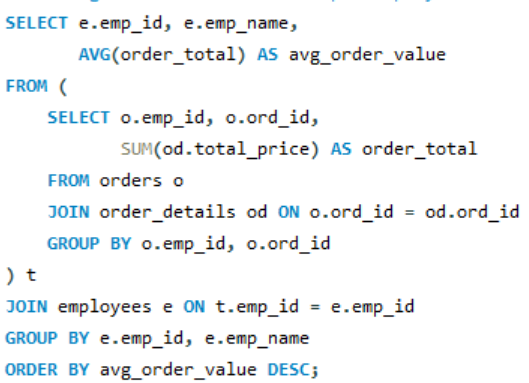 SELECT e.emp_id, e.emp_name,
AVG(order_total) AS avg_order_value
FROM (
SELECT o.emp_id, o.ord_id,
SUM(od.total_price) AS order_total
FROM orders o
JOIN order_details od ON o.ord_id = od.ord_id
GROUP BY o.emp_id, o.ord_id
) t
JOIN employees e ON t.emp_id = e.emp_id
GROUP BY e.emp_id, e.emp_name
ORDER BY avg_order_value DESC;